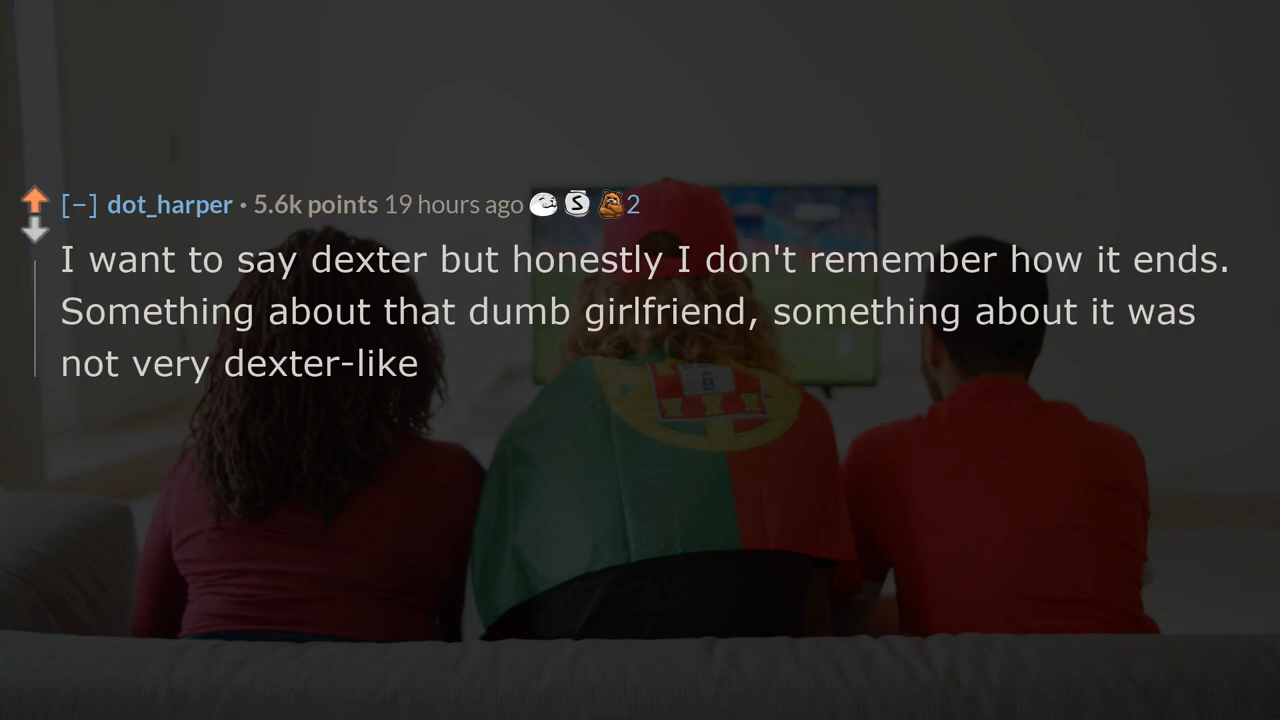 [–] dot_harper · 5.6k points 19 hours ago 2
I want to say dexter but honestly I don't remember how it ends.
Something about that dumb girlfriend, something about it was
not very dexter-like